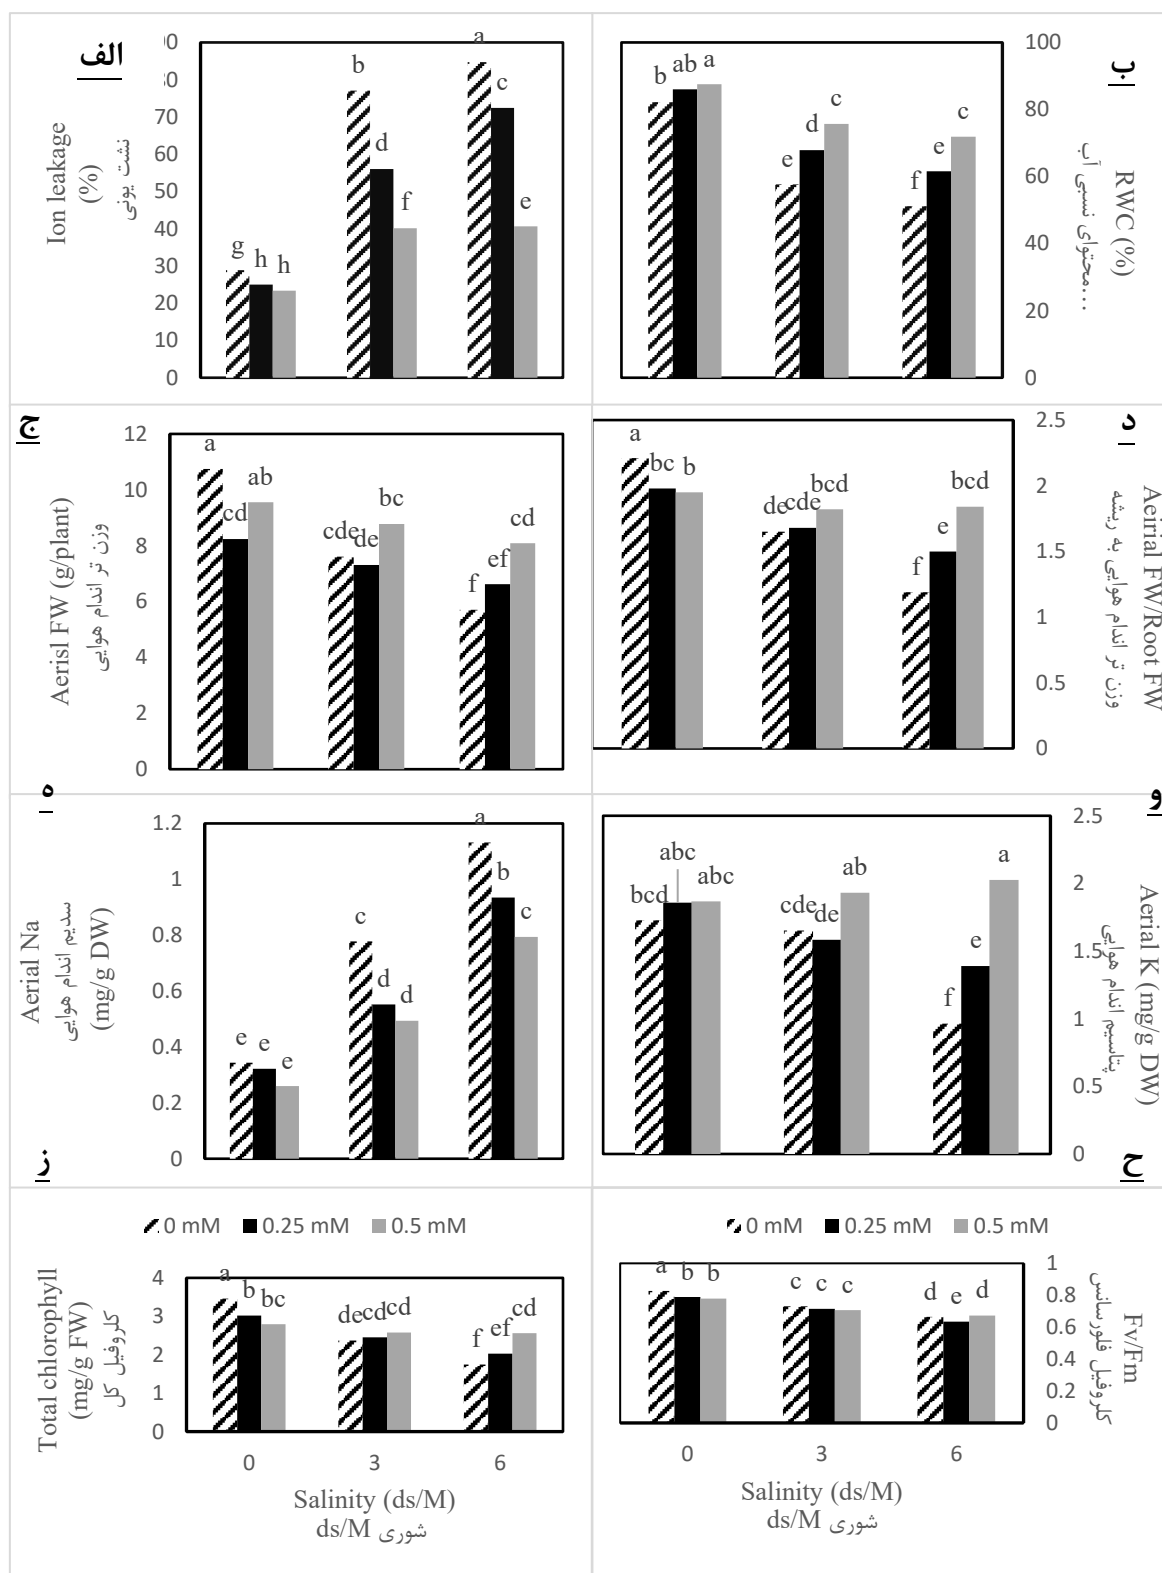 الف
90
80
70
60
50
40
30
20
10
0
Ion leakage
(%)
نشت یونی
g
h
h
b
d
f
a
c
e
ب
100
80
60
40
20
0
RWC (%)
محتوای نسبی آب...
b
ab
a
e
d
c
f
e
c
ج
12
10
8
6
4
2
0
Aerisl FW (g/plant)
وزن تر اندام هوایی
a
cd
ab
cde
de
bc
f
ef
cd
د
2.5
2
1.5
1
0.5
0
Aeirial FW/Root FW
وزن تر اندام هوایی به ریشه
a
bc
b
de
cde
bcd
f
e
bcd
ه
1.2
1
0.8
0.6
0.4
0.2
0
Aerial Na
سدیم اندام هوایی
(mg/g DW)
e
e
e
c
d
d
a
b
c
و
2.5
2
1.5
1
0.5
0
Aerial K (mg/g DW)
پتاسیم اندام هوایی
bcd
abc
abc
cde
de
ab
f
e
a
ز
0 mM 0.25 mM 0.5 mM
4
3
2
1
0
Total chlorophyll
(mg/g FW)
کلروفیل کل
a
b
bc
de
cd
cd
f
ef
cd
0 3 6
Salinity (ds/M)
شوری ds/M
ح
0 mM 0.25 mM 0.5 mM
1
0.8
0.6
0.4
0.2
0
Fv/Fm
کلروفیل فلورسانس
a
b
b
c
c
c
d
e
d
0 3 6
Salinity (ds/M)
شوری ds/M